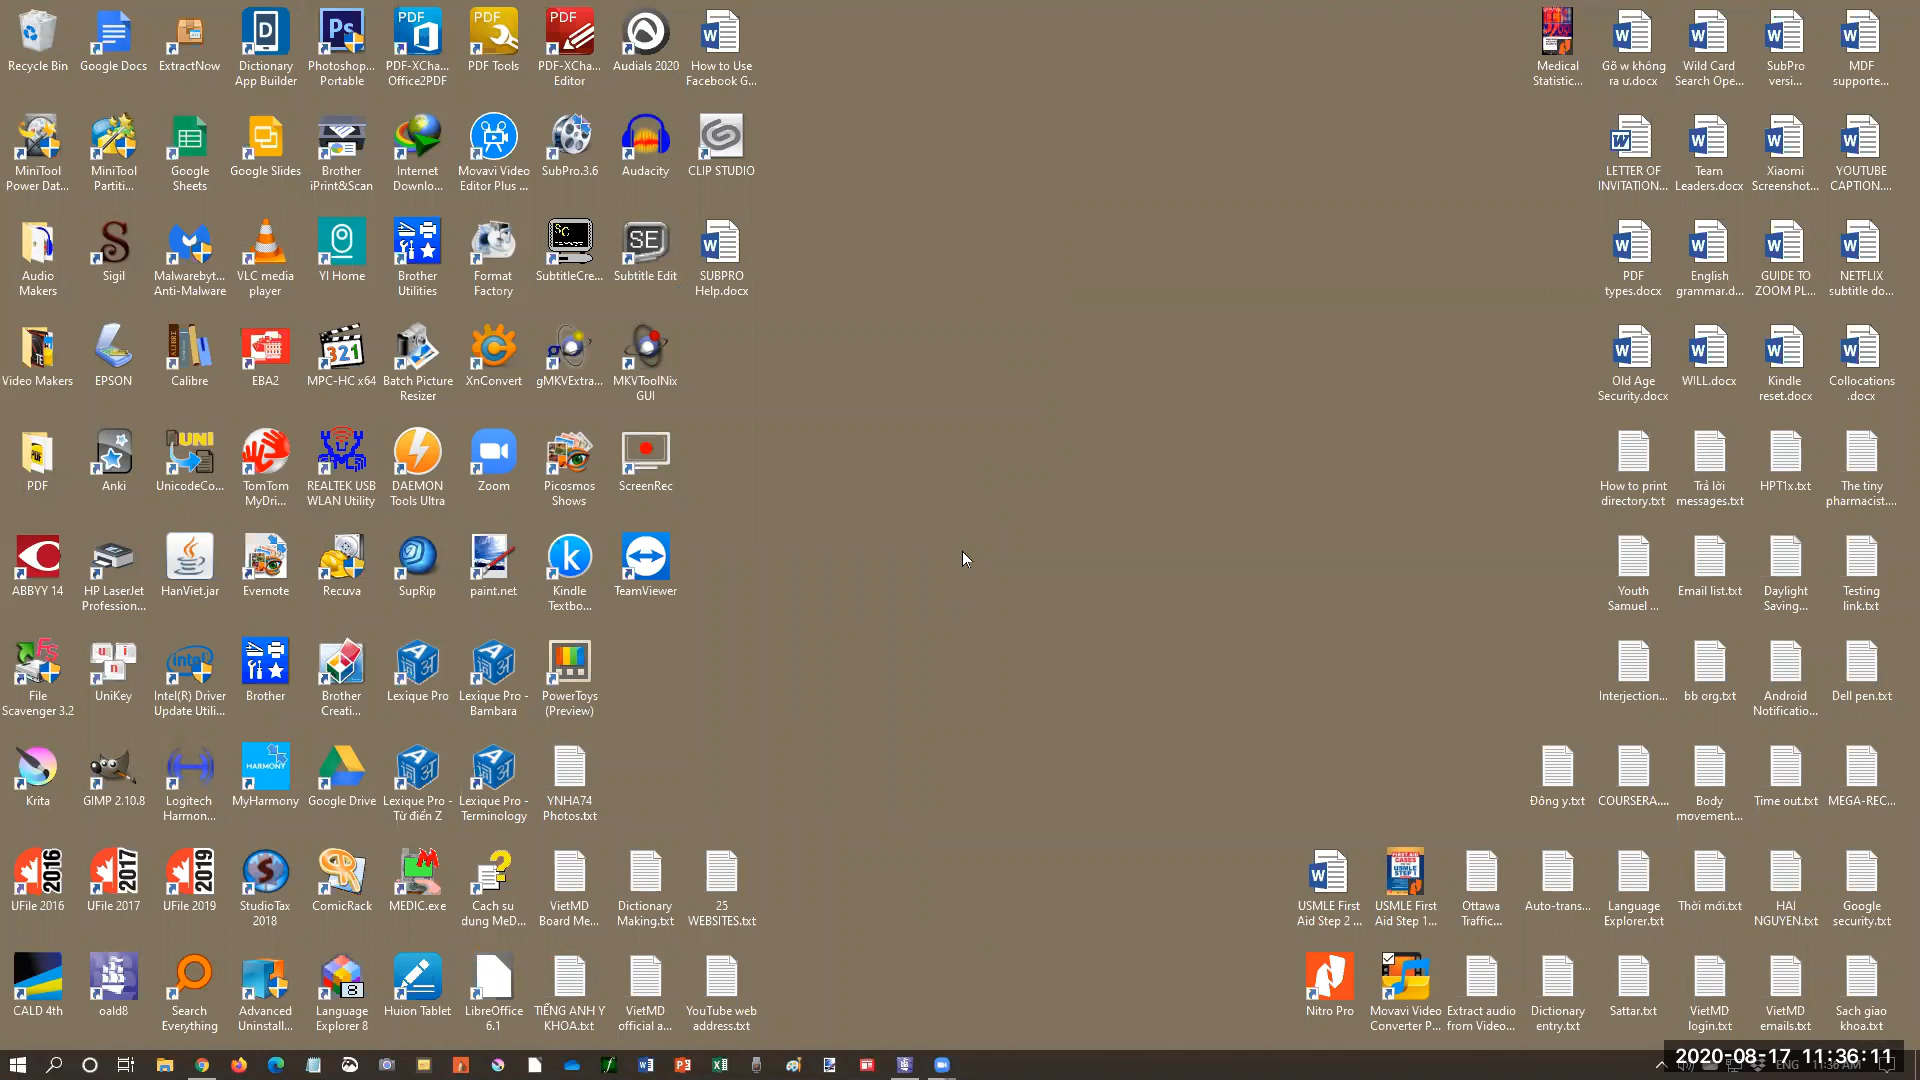 Recycle Bin
Google Docs
ExtractNow
Dictionary
App Builder
Photoshop...
Portable
PDF-XCha...
Office2PDF
PDF Tools
PDF-XCha...
Editor
Audials 2020
How to Use
Facebook G...
Medical
Statistic...
Gõ w không
ra ư.docx
Wild Card
Search Ope...
SubPro
versi...
MDF
supporte...
MiniTool
Power Dat...
MiniTool
Partiti...
Google
Sheets
Google Slides
Brother
iPrint&Scan
Internet
Downlo...
Movavi Video
Editor Plus ...
SubPro.3.6
Audacity
CLIP STUDIO
LETTER OF
INVITATION...
Team
Leaders.docx
Xiaomi
Screenshot...
YOUTUBE
CAPTION....
Audio
Makers
Sigil
Malwarebyt...
Anti-Malware
VLC media
player
YI Home
Brother
Utilities
Format
Factory
SubtitleCre...
Subtitle Edit
SUBPRO
Help.docx
PDF
types.docx
English
grammar.d...
GUIDE TO
ZOOM PL...
NETFLIX
subtitle do...
Video Makers
EPSON
Calibre
EBA2
MPC-HC x64
Batch Picture
Resizer
XnConvert
gMKVExtra...
MKVToolNix
GUI
Old Age
Security.docx
WILL.docx
Kindle
reset.docx
Collocations
.docx
PDF
Anki
UnicodeCo...
TomTom
MyDri...
REALTEK USB
WLAN Utility
DAEMON
Tools Ultra
Zoom
Picosmos
Shows
ScreenRec
How to print
directory.txt
Trả lời
messages.txt
HPT1x.txt
The tiny
pharmacist....
ABBYY 14
HP LaserJet
Profession...
HanViet.jar
Evernote
Recuva
SupRip
paint.net
Kindle
Textbo...
TeamViewer
Youth
Samuel ...
Email list.txt
Daylight
Saving...
Testing
link.txt
File
Scavenger 3.2
UniKey
Intel(R) Driver
Update Utili...
Brother
Brother
Creati...
Lexique Pro
Lexique Pro -
Bambara
PowerToys
(Preview)
Interjection...
bb org.txt
Android
Notificatio...
Dell pen.txt
Krita
GIMP 2.10.8
Logitech
Harmon...
MyHarmony
Google Drive
Lexique Pro -
Từ điển Z
Lexique Pro -
Terminology
YNHA74
Photos.txt
Đông y.txt
COURSERA....
Body
movement...
Time out.txt
MEGA-REC...
UFile 2016
UFile 2017
UFile 2019
StudioTax
2018
ComicRack
MEDIC.exe
Cach su
dung MeD...
VietMD
Board Me...
Dictionary
Making.txt
25
WEBSITES.txt
USMLE First
Aid Step 2 ...
USMLE First
Aid Step 1...
Ottawa
Traffic...
Auto-trans...
Language
Explorer.txt
Thời mới.txt
HAI
NGUYEN.txt
Google
security.txt
CALD 4th
oald8
Search
Everything
Advanced
Uninstall...
Language
Explorer 8
Huion Tablet
LibreOffice
6.1
TIẾNG ANH Y
KHOA.txt
VietMD
official a...
YouTube web
address.txt
Nitro Pro
Movavi Video
Converter P...
Extract audio
from Video...
Dictionary
entry.txt
Sattar.txt
VietMD
login.txt
VietMD
emails.txt
Sach giao
khoa.txt
2020-08-17 11:36:11
ENG 11:36 AM